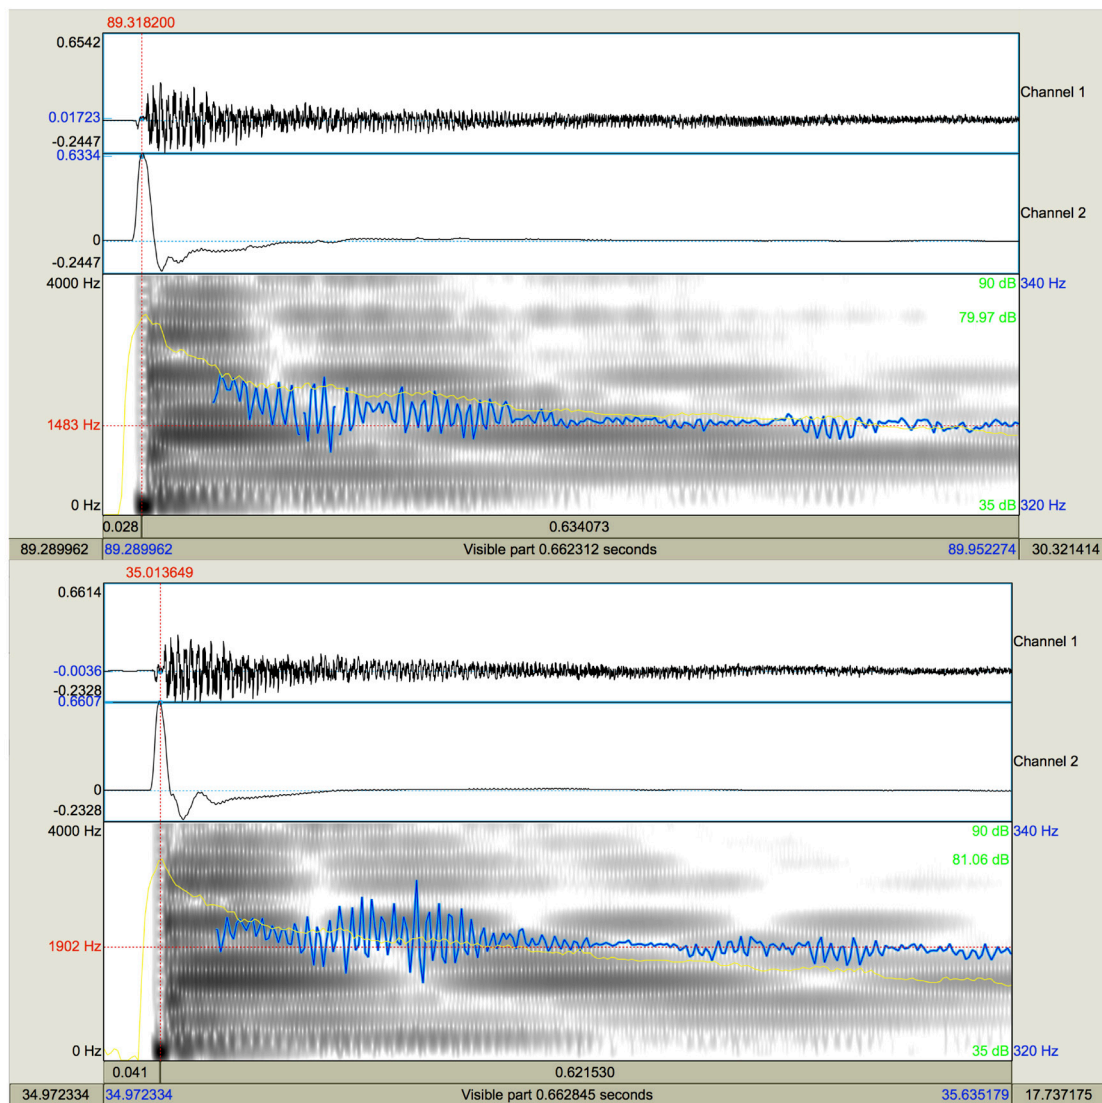 89.318200
0.6542
Channel 1
0.01723
-0.2447
0.6334
Channel 2
0
-0.2447
4000 Hz 90 dB 340 Hz
79.97 dB
1483 Hz
0 Hz 35 dB 320 Hz
0.028 0.634073
89.289962 89.289962 Visible part 0.662312 seconds 89.952274 30.321414
35.013649
0.6614
Channel 1
-0.0036
-0.2328
0.6607
Channel 2
0
-0.2328
4000 Hz 90 dB 340 Hz
81.06 dB
1902 Hz
0 Hz 35 dB 320 Hz
0.041 0.621530
34.972334 34.972334 Visible part 0.662845 seconds 35.635179 17.737175